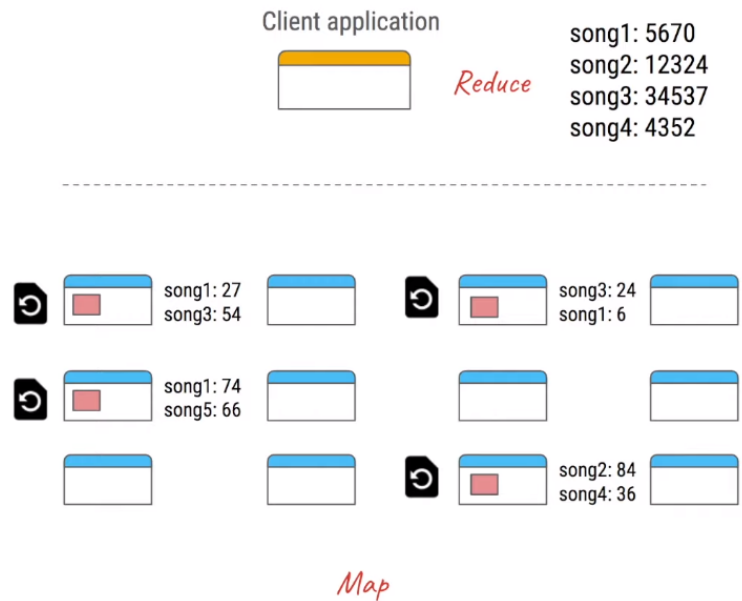 Client application
Reduce
song1: 5670
song2: 12324
song3: 34537
song4: 4352
song1: 27
song3: 54
song3: 24
song1: 6
song1: 74
song5: 66
song2: 84
song4: 36
Map